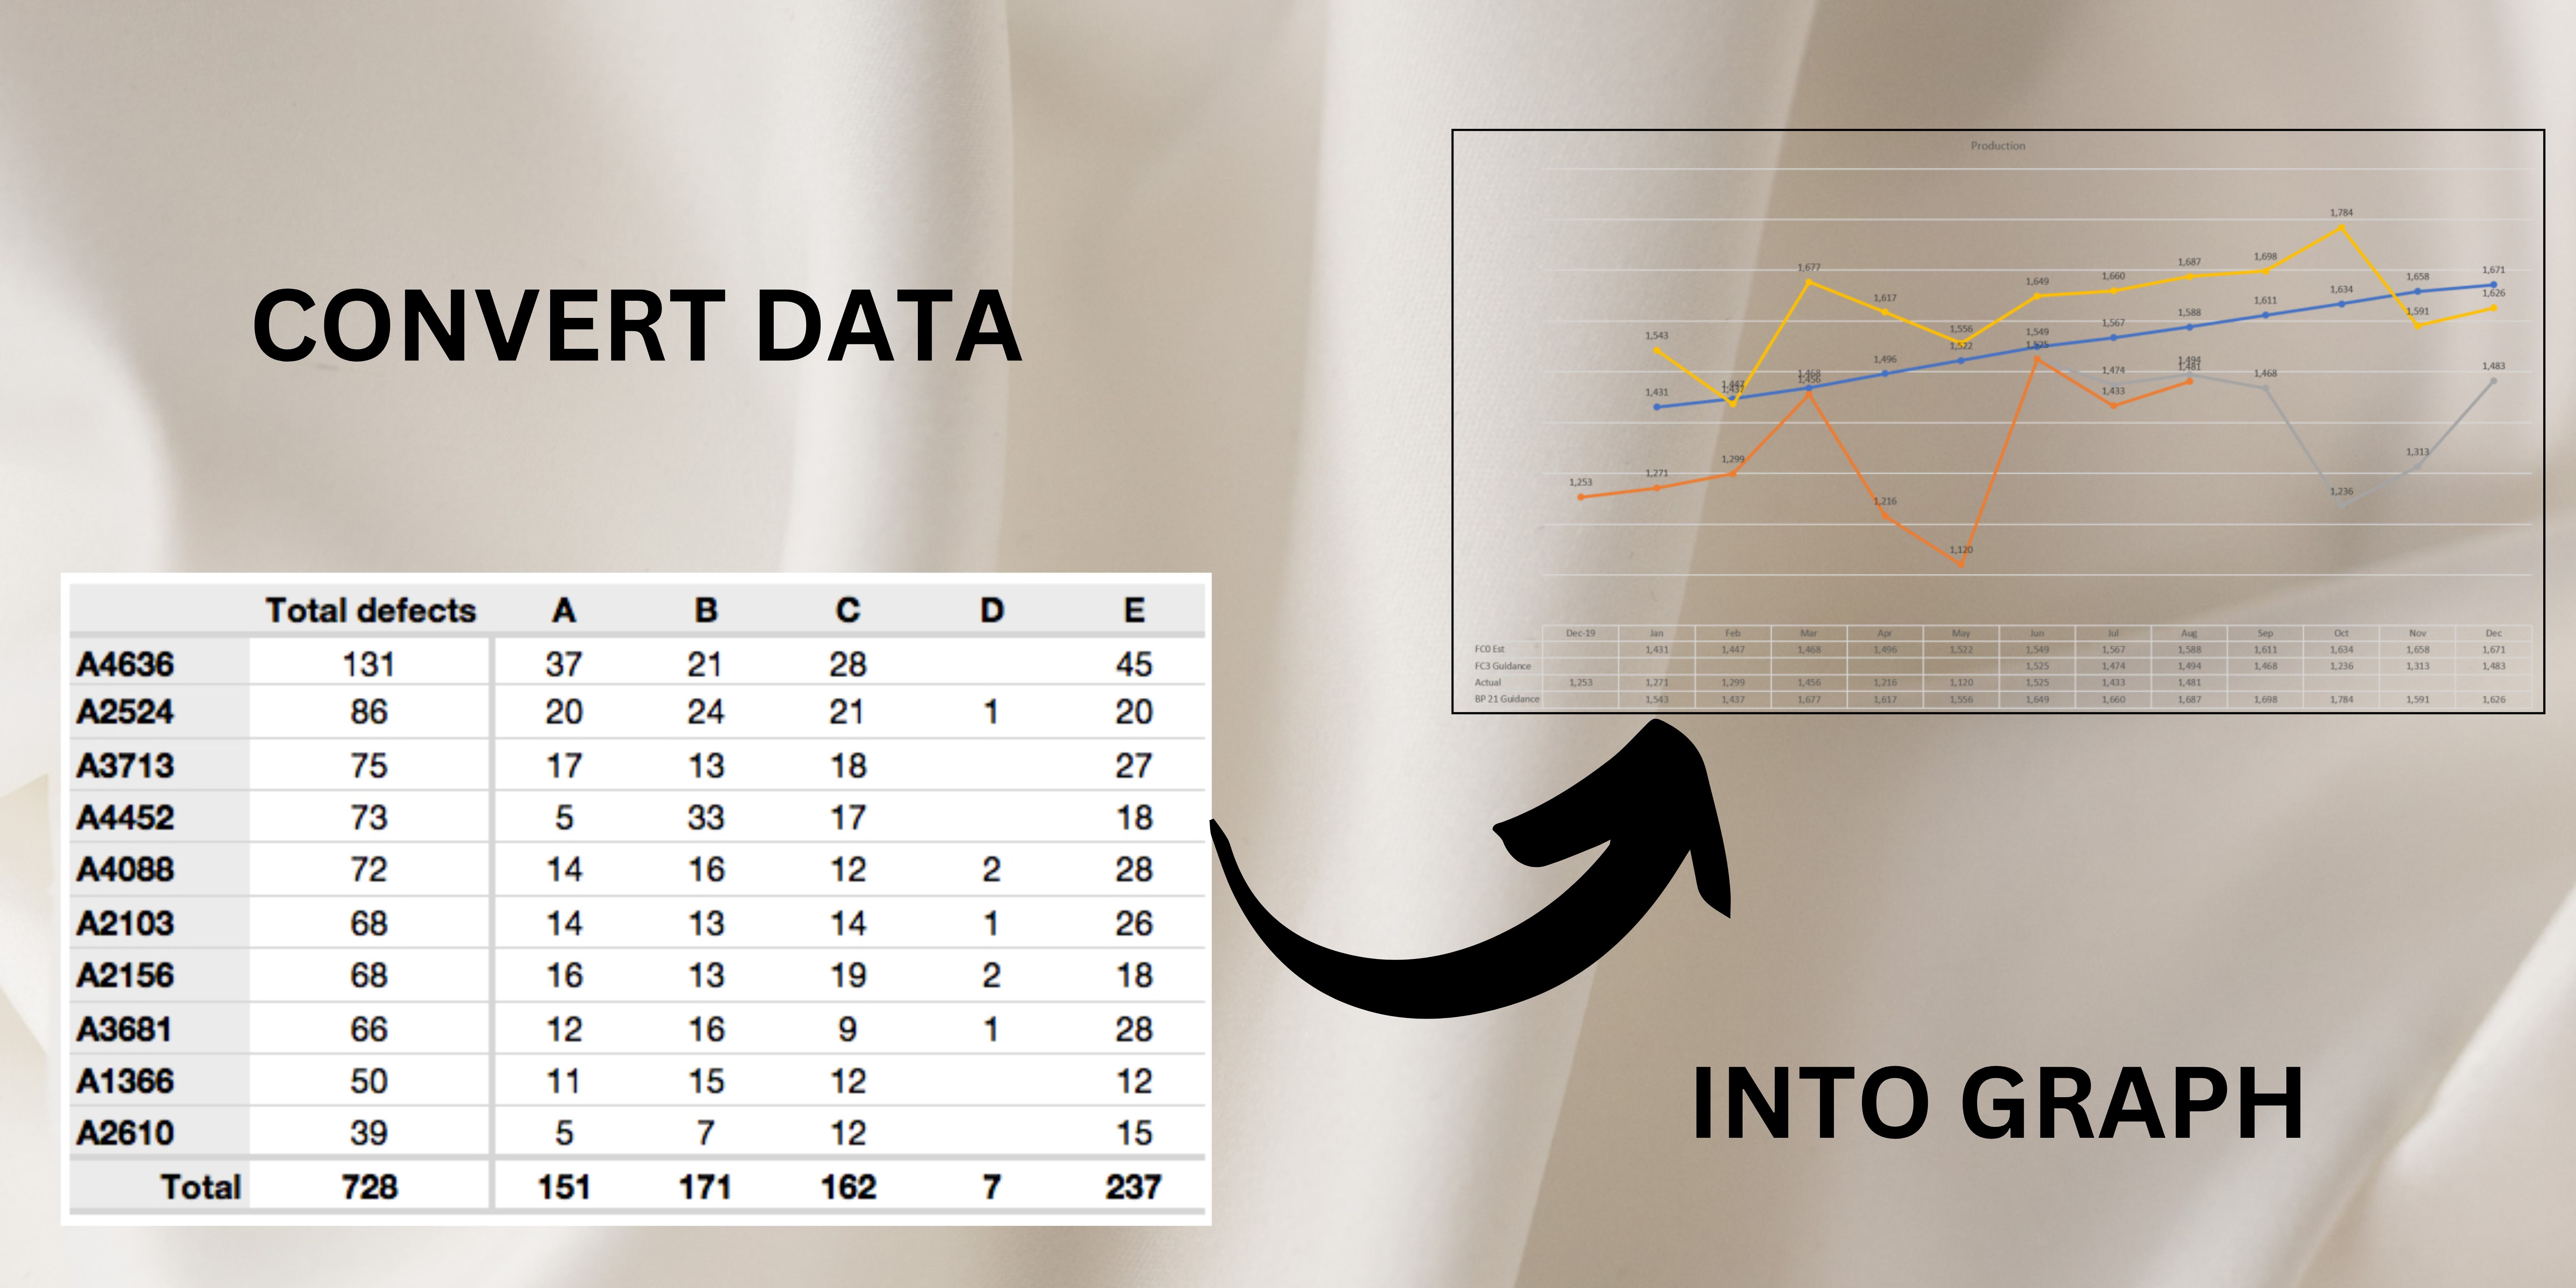 CONVERT DATA
Total defects A B C D E
A4636 131 37 21 28 45
A2524 86 20 24 21 1 20
A3713 75 17 13 18 27
A4452 73 5 33 17 18
A4088 72 14 16 12 2 28
A2103 68 14 13 14 1 26
A2156 68 16 13 19 2 18
A3681 66 12 16 9 1 28
A1366 50 11 15 12 12
A2610 39 5 7 12 15
Total 728 151 171 162 7 237
Production
1,784
1,677 1,617 1,649 1,660 1,687 1,698 1,658 1,671
1,543 1,556 1,549 1,567 1,588 1,611 1,634 1,591 1,626
1,431 1,447 1,437 1,468 1,456 1,496 1,522 1,525 1,474 1,494 1,481 1,468 1,483
1,433
1,253 1,271 1,299 1,216 1,236 1,313
1,120
Dec-19 Jan Feb Mar Apr May Jun Jul Aug Sep Oct Nov Dec
FC0 Est 1,431 1,447 1,468 1,496 1,522 1,549 1,567 1,588 1,611 1,634 1,658 1,671
FC3 Guidance 1,525 1,474 1,494 1,468 1,236 1,313 1,483
Actual 1,253 1,271 1,299 1,456 1,216 1,120 1,525 1,433 1,481
BP 21 Guidance 1,543 1,437 1,677 1,617 1,556 1,649 1,660 1,687 1,698 1,784 1,591 1,626
INTO GRAPH